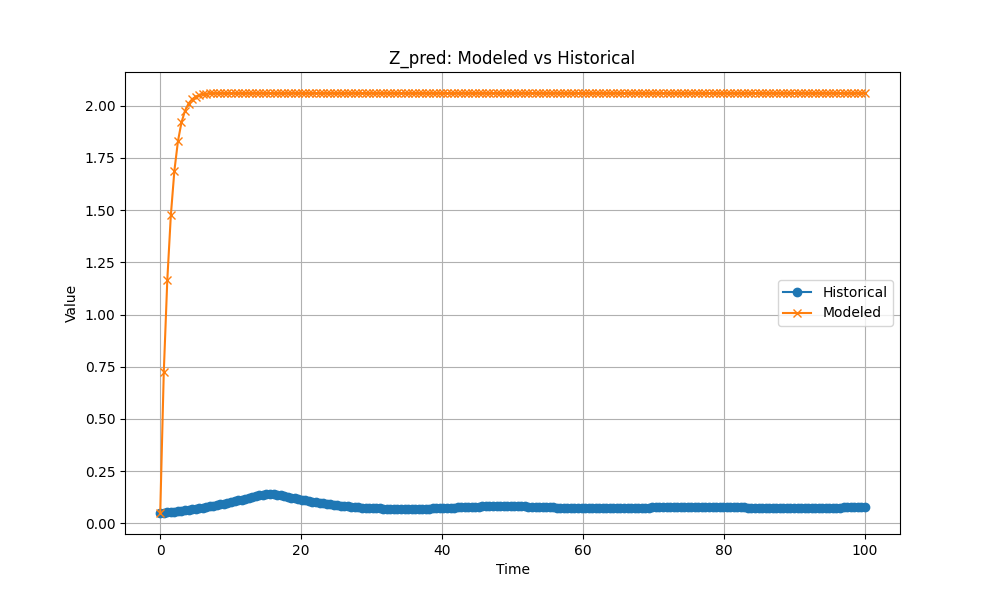 Z_pred: Modeled vs Historical
2.00
1.75
1.50
1.25
1.00
0.75
0.50
0.25
0.00
Value
Historical
Modeled
0 20 40 60 80 100
Time